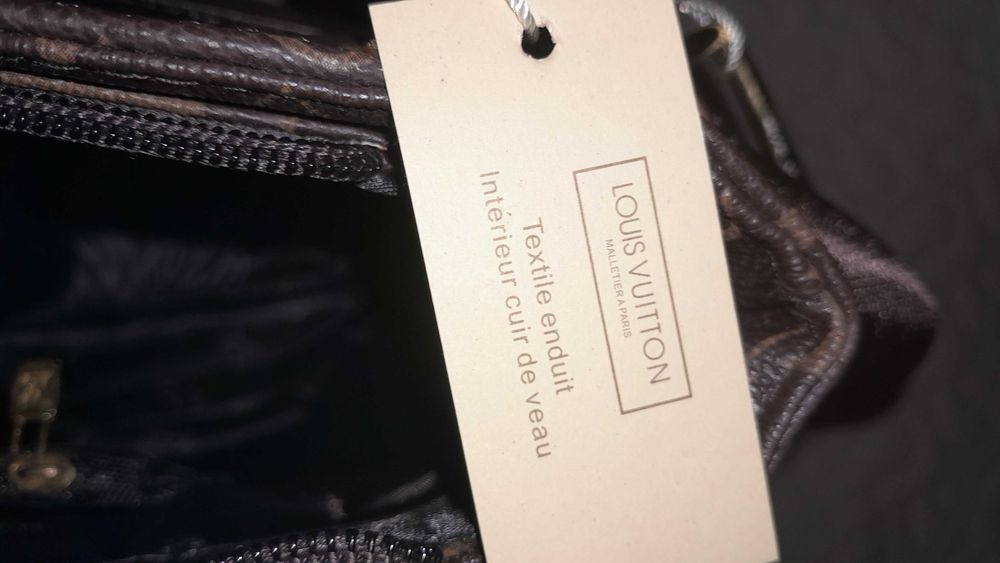 LOUIS VUITTON
MALLETIER A PARIS
Textile enduit
Intérieur cuir de veau